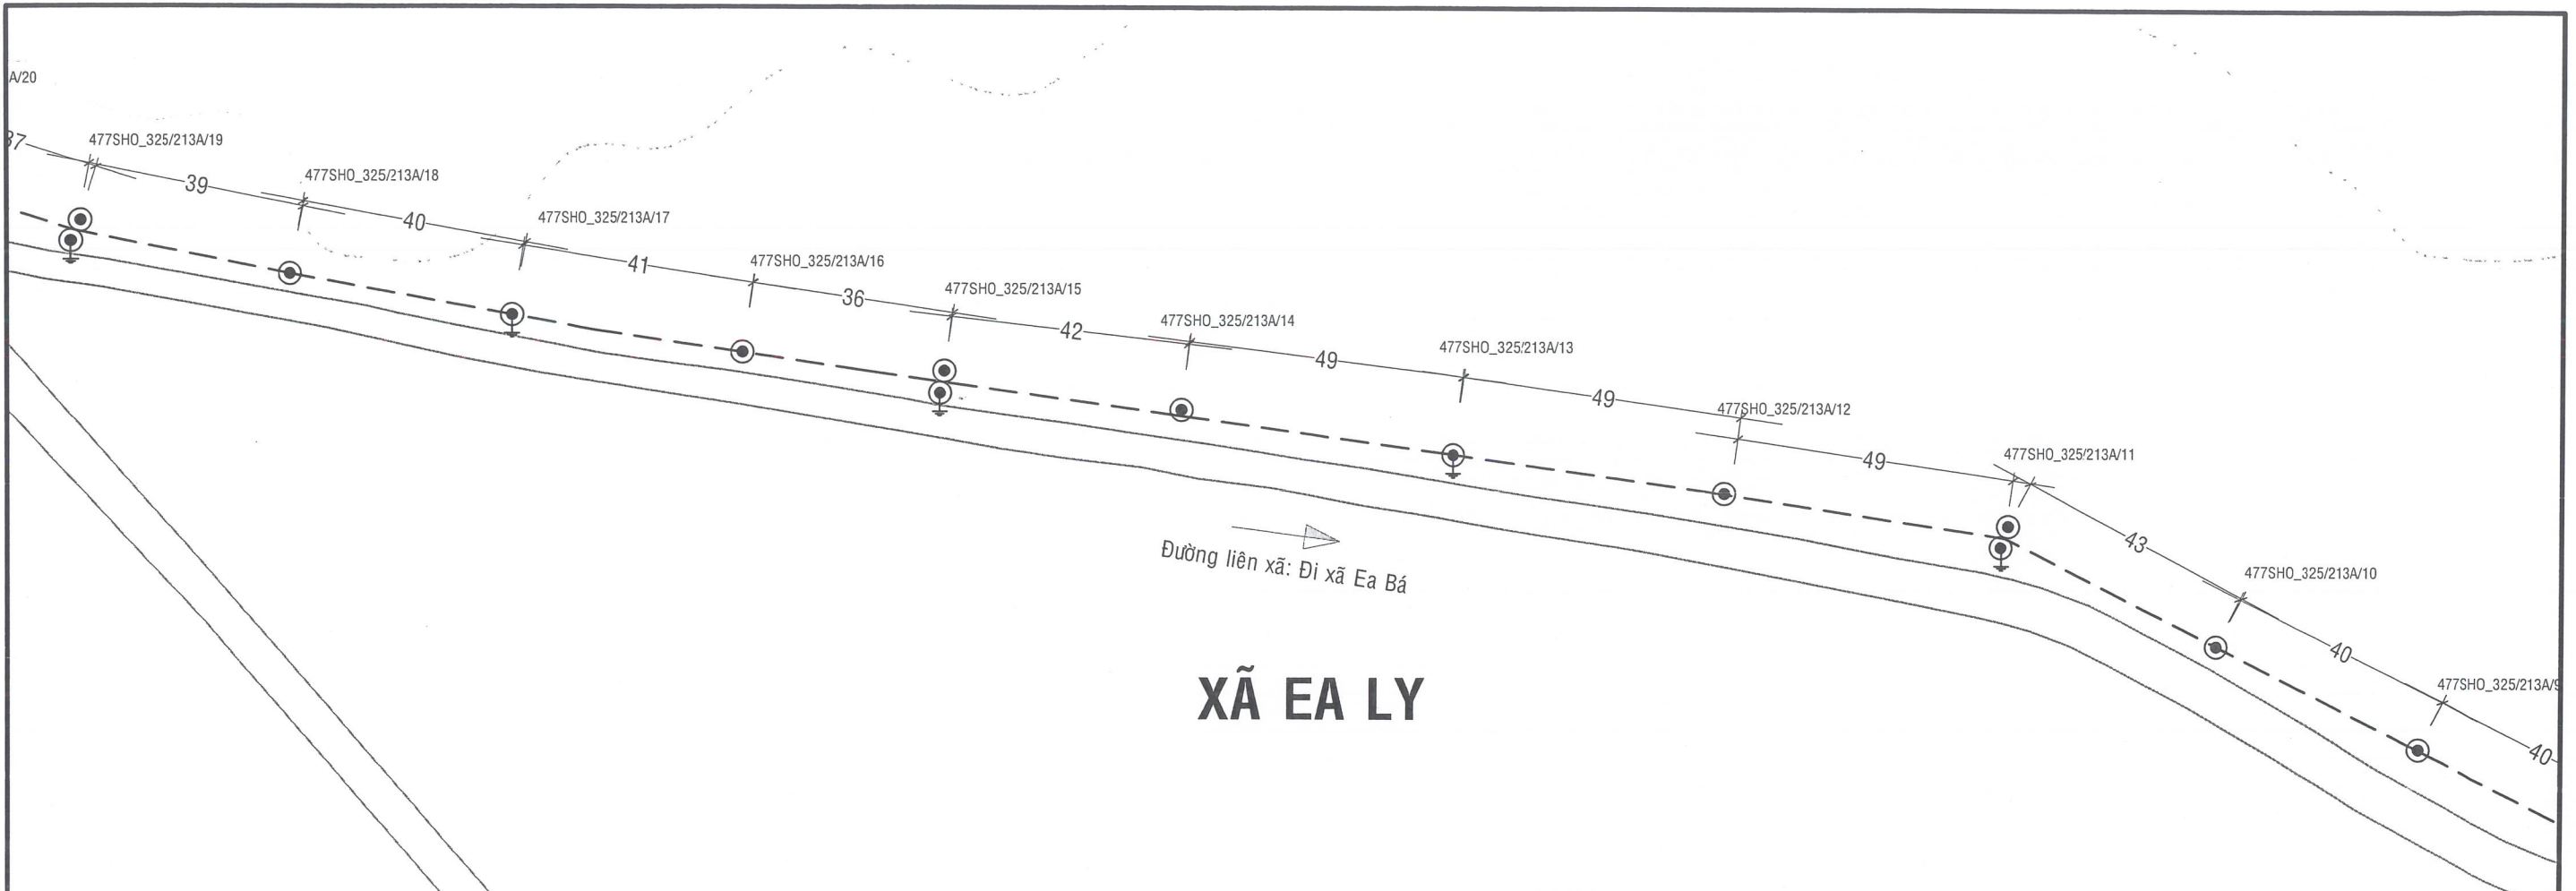 A/20
37
477SHO_325/213A/19
39
477SHO_325/213A/18
40
477SHO_325/213A/17
41
477SHO_325/213A/16
36
477SHO_325/213A/15
42
477SHO_325/213A/14
49
477SHO_325/213A/13
49
477SHO_325/213A/12
49
477SHO_325/213A/11
43
477SHO_325/213A/10
40
477SHO_325/213A/9
40
Đường liên xã: Đi xã Ea Bá
XÃ EA LY